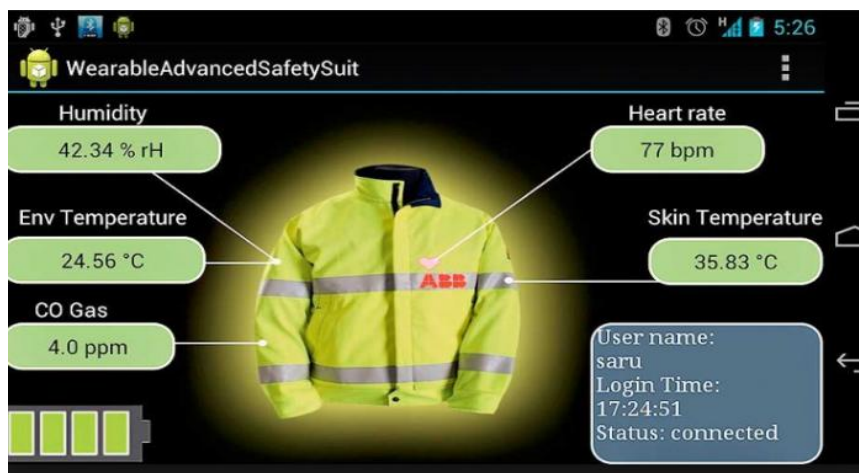 5:26
WearableAdvancedSafetySuit
Humidity
42.34 % rH
Heart rate
77 bpm
Env Temperature
24.56 °C
Skin Temperature
35.83 °C
CO Gas
4.0 ppm
ABB
User name:
saru
Login Time:
17:24:51
Status: connected